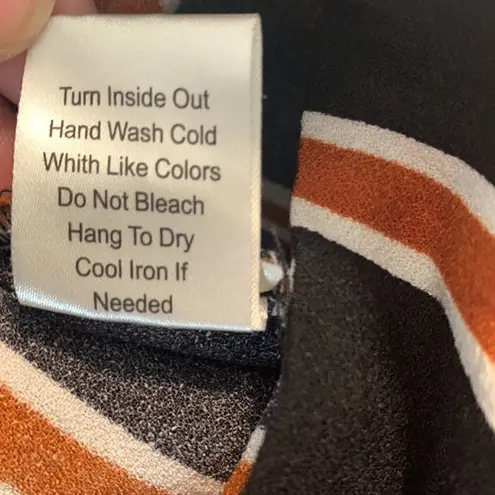 Turn Inside Out
Hand Wash Cold
Whith Like Colors
Do Not Bleach
Hang To Dry
Cool Iron If
Needed